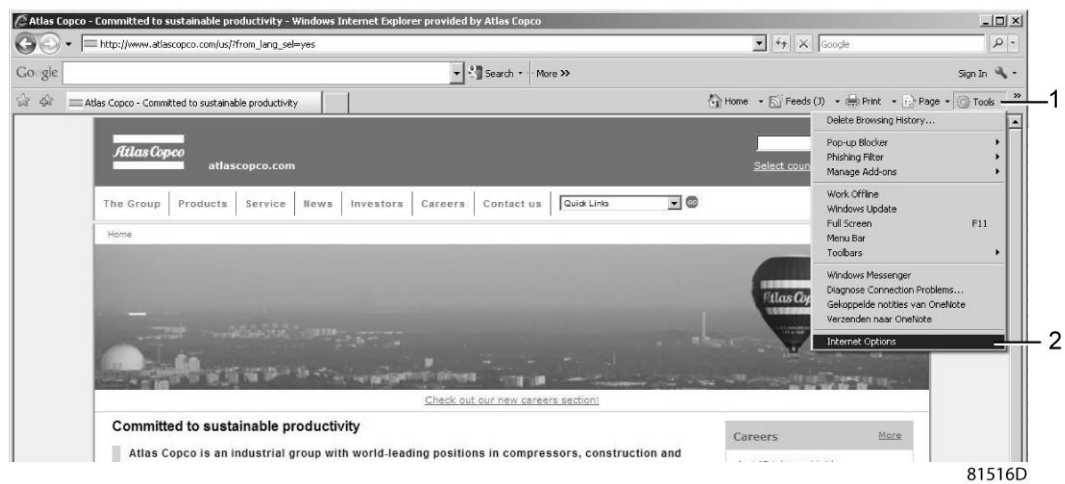 Atlas Copco - Committed to sustainable productivity - Windows Internet Explorer provided by Atlas Copco
http://www.atlascopco.com/us/?from_lang_sel=yes
Google
Google
Search
More >>
Sign In
Atlas Copco - Committed to sustainable productivity
Home
Feeds (J)
Print
Page
Tools
1
Delete Browsing History...
Pop-up Blocker
Phishing Filter
Manage Add-ons
Work Offline
Windows Update
Full Screen F11
Menu Bar
Toolbars
Windows Messenger
Diagnose Connection Problems...
Gekoppelde notities van OneNote
Verzenden naar OneNote
Internet Options
2
Atlas Copco
atlascopco.com
Select coun
The Group
Products
Service
News
Investors
Careers
Contact us
Quick Links
GO
Home
Atlas Cop
Check out our new careers section!
Committed to sustainable productivity
Atlas Copco is an industrial group with world-leading positions in compressors, construction and
Careers
More
81516D